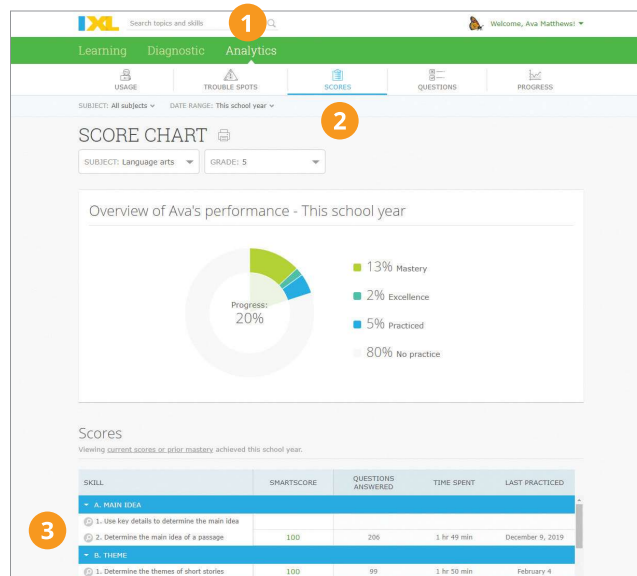 IXL Search topics and skills Welcome, Ava Matthews!
1
Learning Diagnostic Analytics
USAGE TROUBLE SPOTS SCORES QUESTIONS PROGRESS
SUBJECT: All subjects DATE RANGE: This school year
2
SCORE CHART
SUBJECT: Language arts GRADE: 5
Overview of Ava's performance - This school year
Progress:
20%
13% Mastery
2% Excellence
5% Practiced
80% No practice
Scores
Viewing current scores or prior mastery achieved this school year.
SKILL SMARTSCORE QUESTIONS ANSWERED TIME SPENT LAST PRACTICED
A. MAIN IDEA
1. Use key details to determine the main idea
3
2. Determine the main idea of a passage 100 206 1 hr 49 min December 9, 2019
B. THEME
1. Determine the themes of short stories 100 99 1 hr 50 min February 4